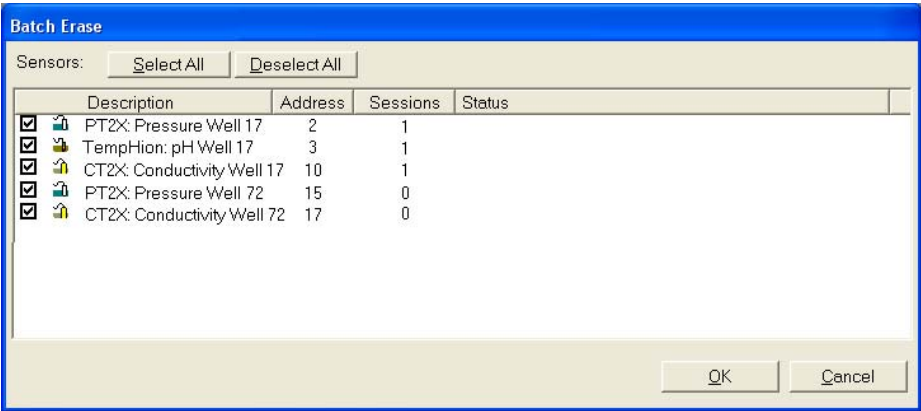 Batch Erase
Sensors: Select All Deselect All
Description Address Sessions Status
PT2X: Pressure Well 17 2 1
TempHion: pH Well 17 3 1
CT2X: Conductivity Well 17 10 1
PT2X: Pressure Well 72 15 0
CT2X: Conductivity Well 72 17 0
OK Cancel